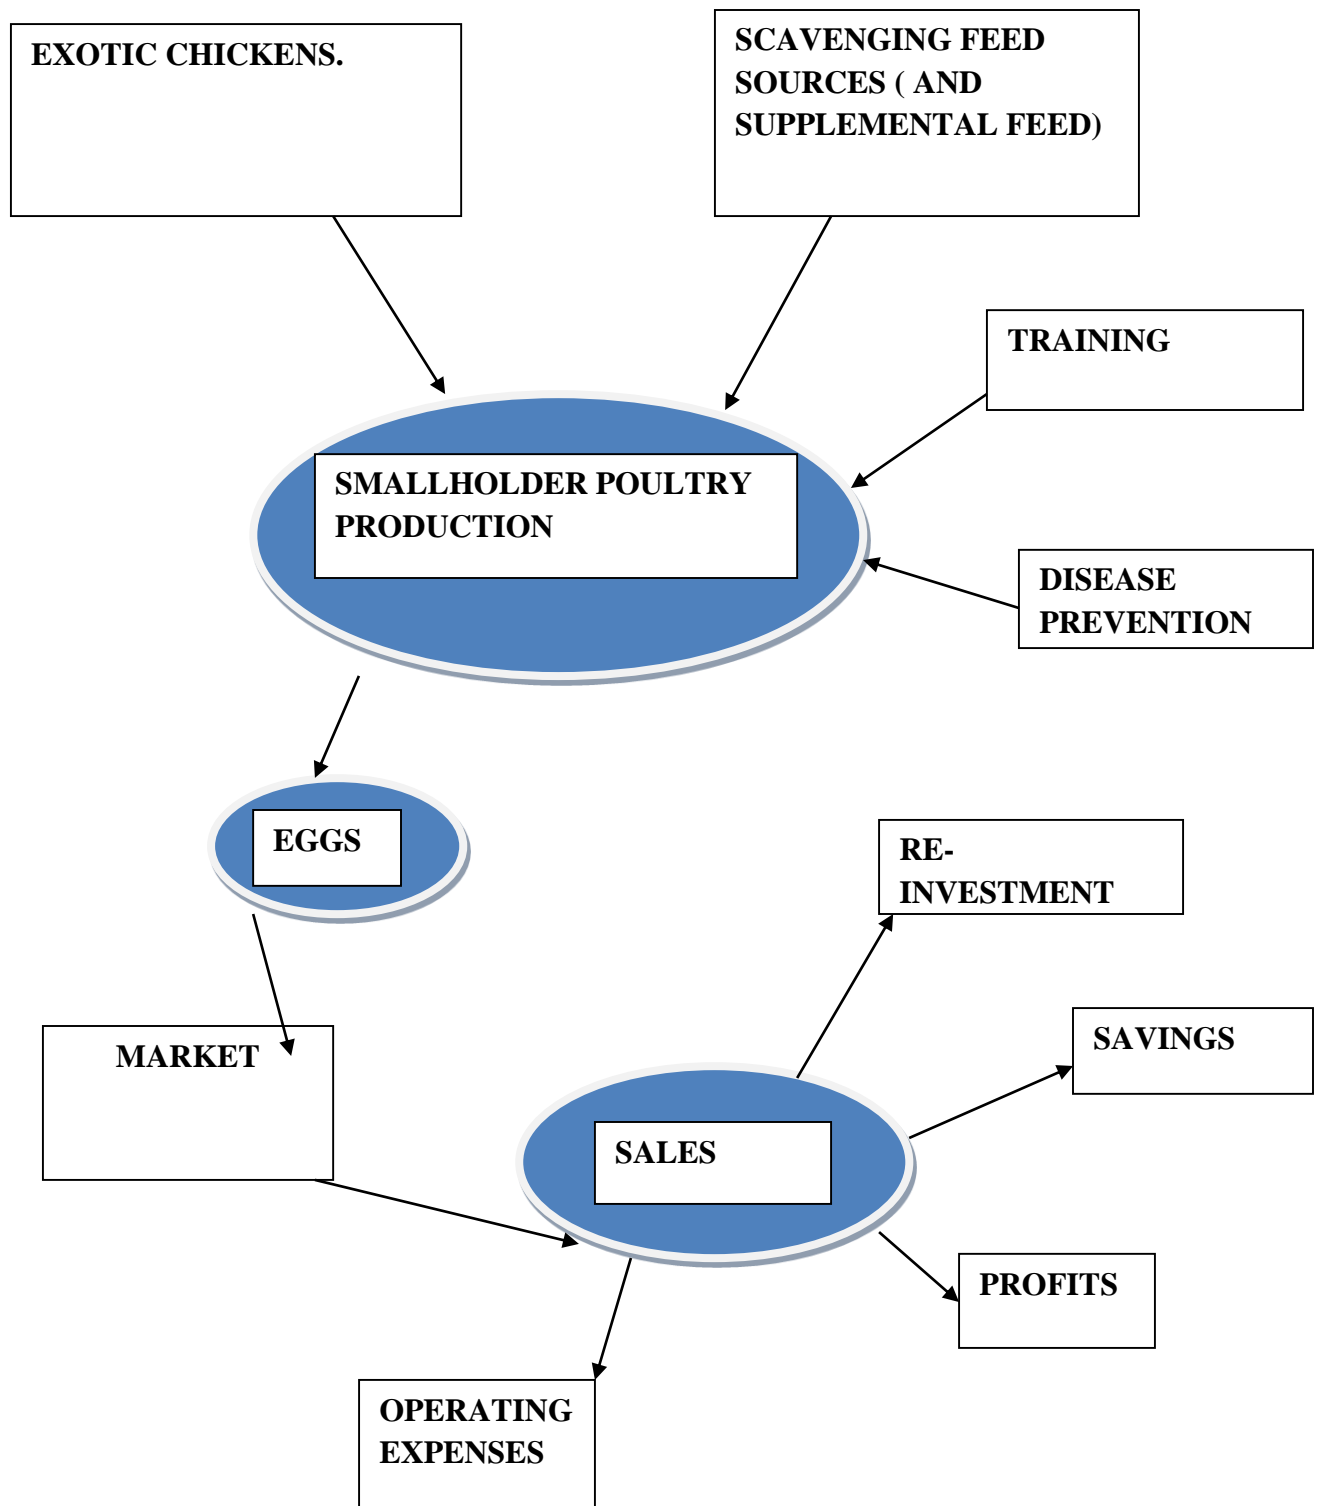 EXOTIC CHICKENS.
SCAVENGING FEED
SOURCES ( AND
SUPPLEMENTAL FEED)
TRAINING
SMALLHOLDER POULTRY
PRODUCTION
DISEASE
PREVENTION
EGGS
RE-
INVESTMENT
MARKET
SAVINGS
SALES
PROFITS
OPERATING
EXPENSES